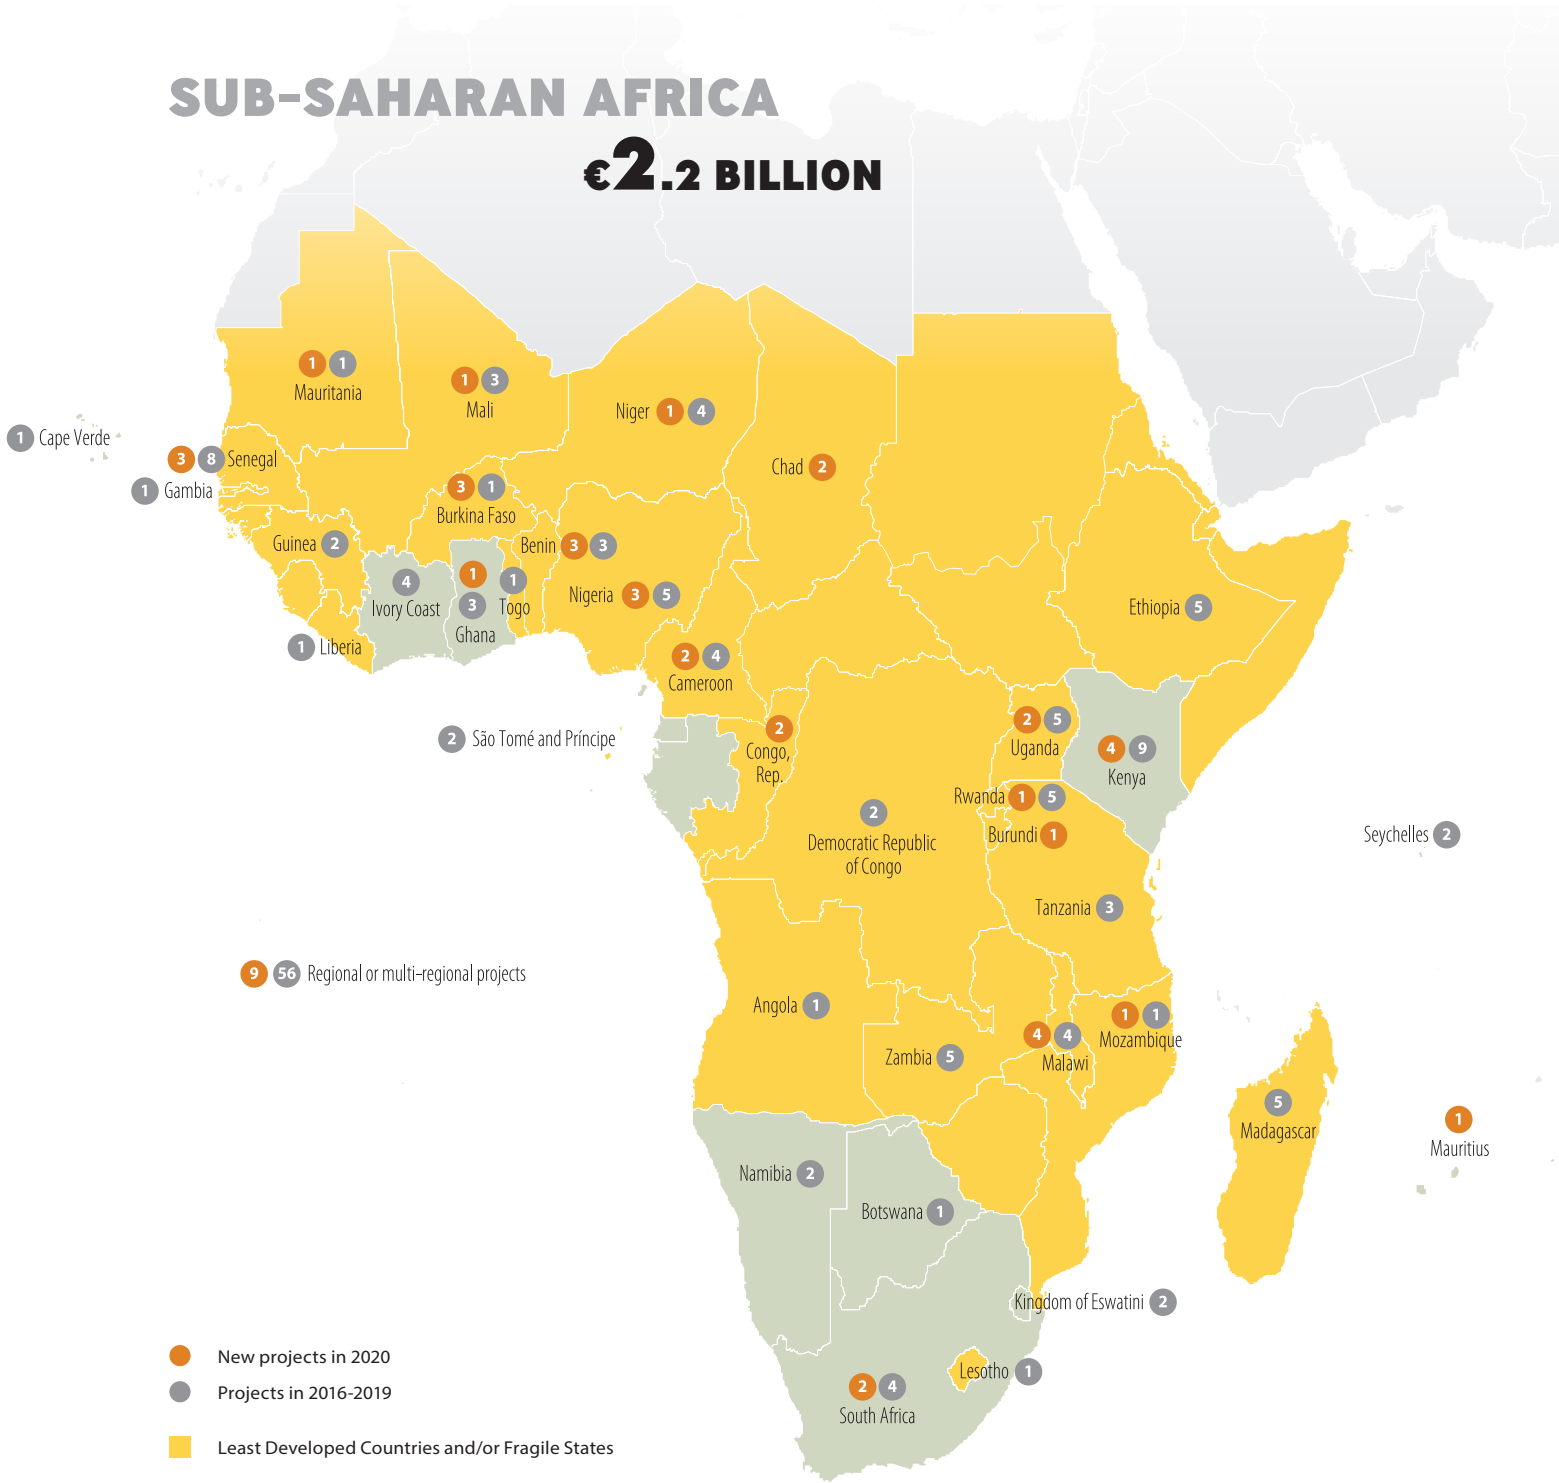 SUB-SAHARAN AFRICA
€2.2 BILLION
1 1
Mauritania
1 3
Mali
Niger 1 4
1 Cape Verde
3 8 Senegal
Chad 2
1 Gambia
3 1
Burkina Faso
Guinea 2
Benin 3 3
4
Ivory Coast
1
3
Ghana
1
Togo
Nigeria 3 5
Ethiopia 5
1 Liberia
2 4
Cameroon
2 São Tomé and Príncipe
2
Congo,
Rep.
2 5
Uganda
4 9
Kenya
Rwanda 1 5
2
Democratic Republic
of Congo
Burundi 1
Seychelles 2
Tanzania 3
9 56 Regional or multi-regional projects
Angola 1
1 1
Mozambique
4 4
Malawi
Zambia 5
5
Madagascar
1
Mauritius
Namibia 2
Botswana 1
Kingdom of Eswatini 2
Lesotho 1
2 4
South Africa
New projects in 2020
Projects in 2016-2019
Least Developed Countries and/or Fragile States